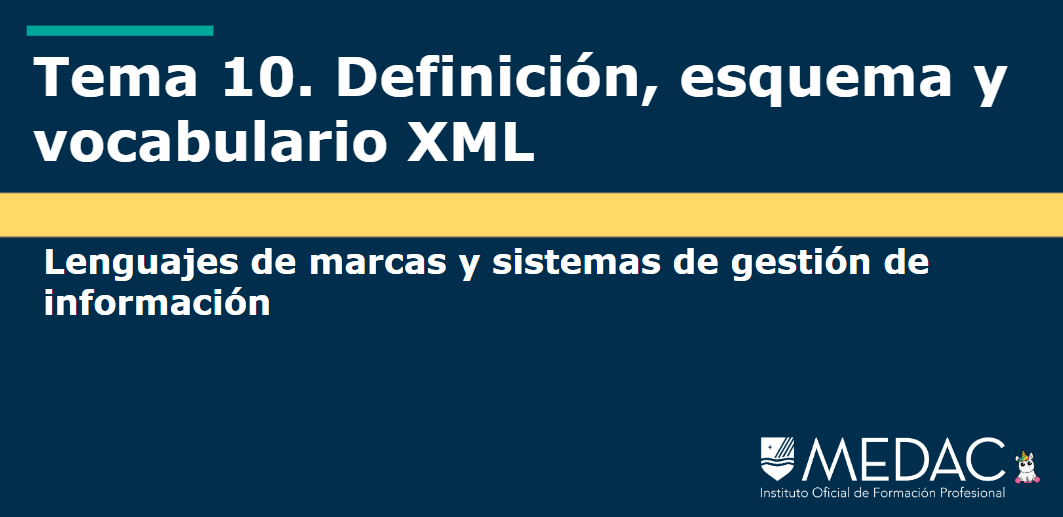 Tema 10. Definición, esquema y
vocabulario XML
Lenguajes de marcas y sistemas de gestión de
información
MEDAC
Instituto Oficial de Formación Profesional